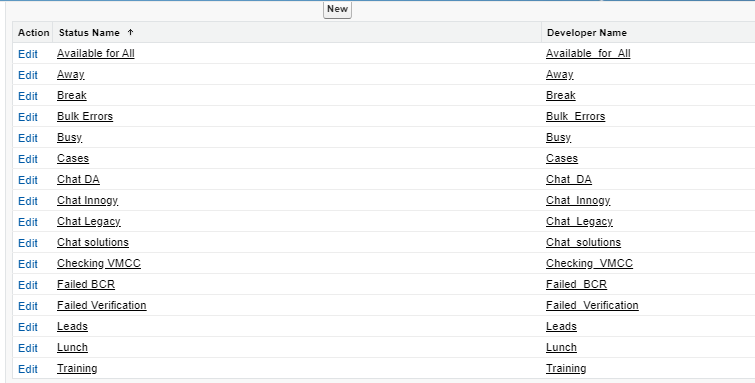 New
Action Status Name ↑ Developer Name
Edit Available for All Available_for_All
Edit Away Away
Edit Break Break
Edit Bulk Errors Bulk_Errors
Edit Busy Busy
Edit Cases Cases
Edit Chat DA Chat_DA
Edit Chat Innogy Chat_Innogy
Edit Chat Legacy Chat_Legacy
Edit Chat solutions Chat_solutions
Edit Checking VMCC Checking_VMCC
Edit Failed BCR Failed_BCR
Edit Failed Verification Failed_Verification
Edit Leads Leads
Edit Lunch Lunch
Edit Training Training